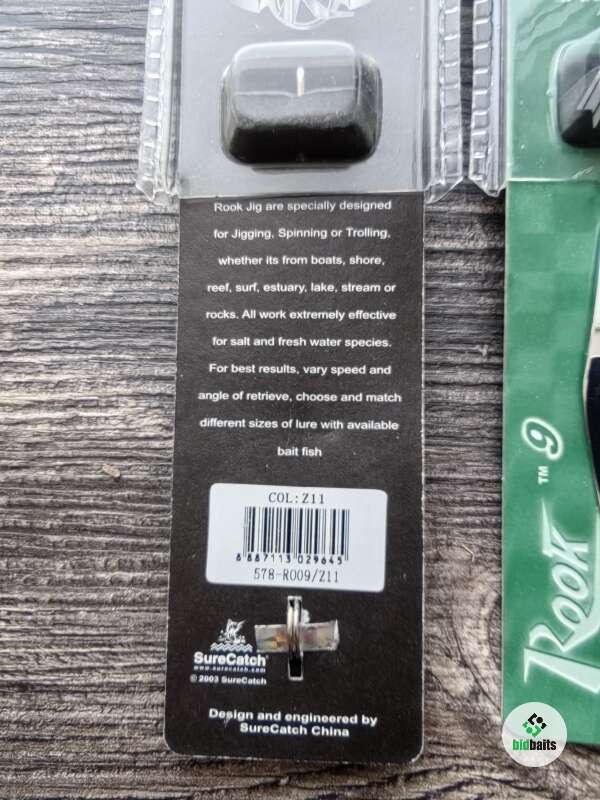 Rook Jig are specially designed
for Jigging, Spinning or Trolling,
whether its from boats, shore,
reef, surf, estuary, lake, stream or
rocks. All work extremely effective
for salt and fresh water species.
For best results, vary speed and
angle of retrieve, choose and match
different sizes of lure with available
bait fish
COL:Z11
8 887113 029645
578-R009/Z11
SureCatch
www.surecatch.com
© 2003 SureCatch
Design and engineered by
SureCatch China
ROOK TM 9
bidbaits